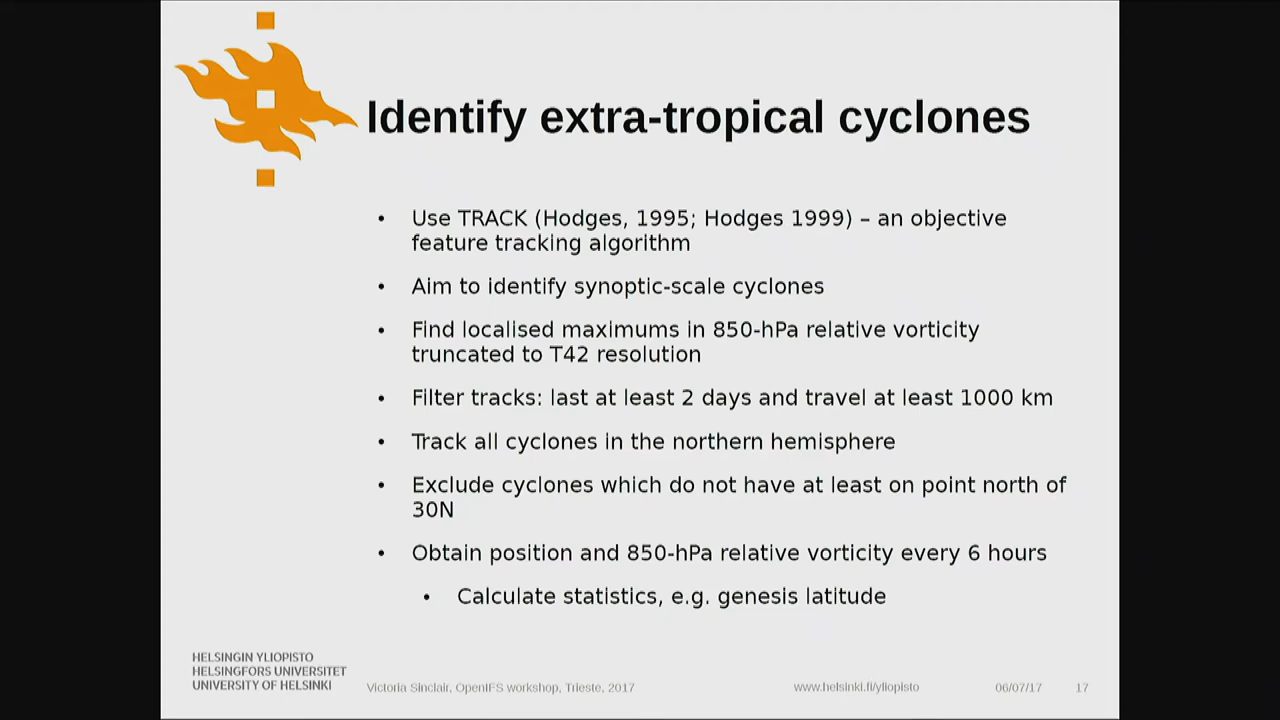 Identify extra-tropical cyclones
• Use TRACK (Hodges, 1995; Hodges 1999) – an objective
feature tracking algorithm
• Aim to identify synoptic-scale cyclones
• Find localised maximums in 850-hPa relative vorticity
truncated to T42 resolution
• Filter tracks: last at least 2 days and travel at least 1000 km
• Track all cyclones in the northern hemisphere
• Exclude cyclones which do not have at least on point north of
30N
• Obtain position and 850-hPa relative vorticity every 6 hours
• Calculate statistics, e.g. genesis latitude
HELSINGIN YLIOPISTO
HELSINGFORS UNIVERSITET
UNIVERSITY OF HELSINKI
Victoria Sinclair, OpenIFS workshop, Trieste, 2017
www.helsinki.fi/yliopisto
06/07/17
17